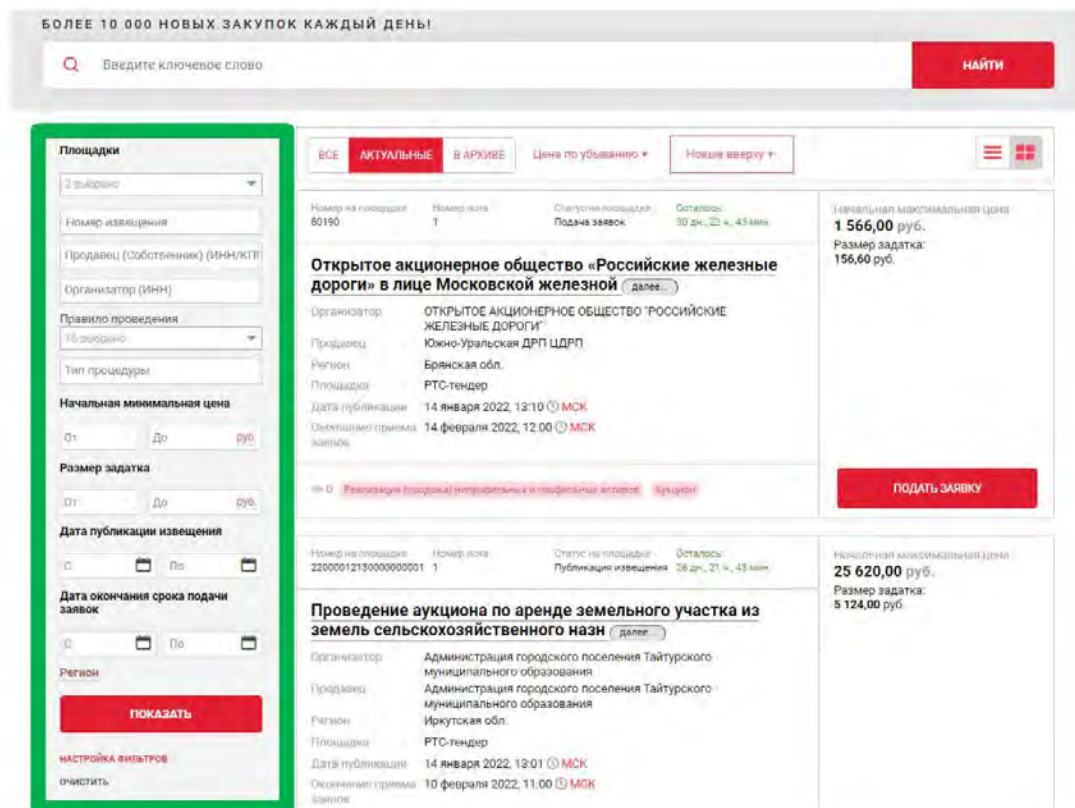 БОЛЕЕ 10 000 НОВЫХ ЗАКУПОК КАЖДЫЙ ДЕНЬ!
Введите ключевое слово
НАЙТИ
Площадки
2 выбрано
Номер извещения
Продавец (Собственник) (ИНН/КПП
Организатор (ИНН)
Правило проведения
16 выбрано
Тип процедуры
Начальная минимальная цена
От До руб.
Размер задатка
От До руб.
Дата публикации извещения
С По
Дата окончания срока подачи
заявок
С По
Регион
ПОКАЗАТЬ
НАСТРОЙКА ФИЛЬТРОВ
ОЧИСТИТЬ
ВСЕ АКТУАЛЬНЫЕ В АРХИВЕ Цена по убыванию Новые вверху
Номер на площадке Номер лота Статус на площадке Осталось:
80190 1 Подача заявок 30 дн., 22 ч., 43 мин.
Открытое акционерное общество «Российские железные
дороги» в лице Московской железной далее...
Организатор ОТКРЫТОЕ АКЦИОНЕРНОЕ ОБЩЕСТВО "РОССИЙСКИЕ
ЖЕЛЕЗНЫЕ ДОРОГИ"
Продавец Южно-Уральская ДРП ЦДРП
Регион Брянская обл.
Площадка РТС-тендер
Дата публикации 14 января 2022, 13:10 МСК
Окончание приема 14 февраля 2022, 12:00 МСК
заявок
0 Реализация (продажа) непрофильных и профильных активов Аукцион
Начальная максимальная цена
1 566,00 руб.
Размер задатка:
156,60 руб.
ПОДАТЬ ЗАЯВКУ
Номер на площадке Номер лота Статус на площадке Осталось:
22000012130000000001 1 Публикация извещения 26 дн., 21 ч., 43 мин.
Проведение аукциона по аренде земельного участка из
земель сельскохозяйственного назн далее...
Организатор Администрация городского поселения Тайтурского
муниципального образования
Продавец Администрация городского поселения Тайтурского
муниципального образования
Регион Иркутская обл.
Площадка РТС-тендер
Дата публикации 14 января 2022, 13:01 МСК
Окончание приема 10 февраля 2022, 11:00 МСК
заявок
Начальная максимальная цена
25 620,00 руб.
Размер задатка:
5 124,00 руб.